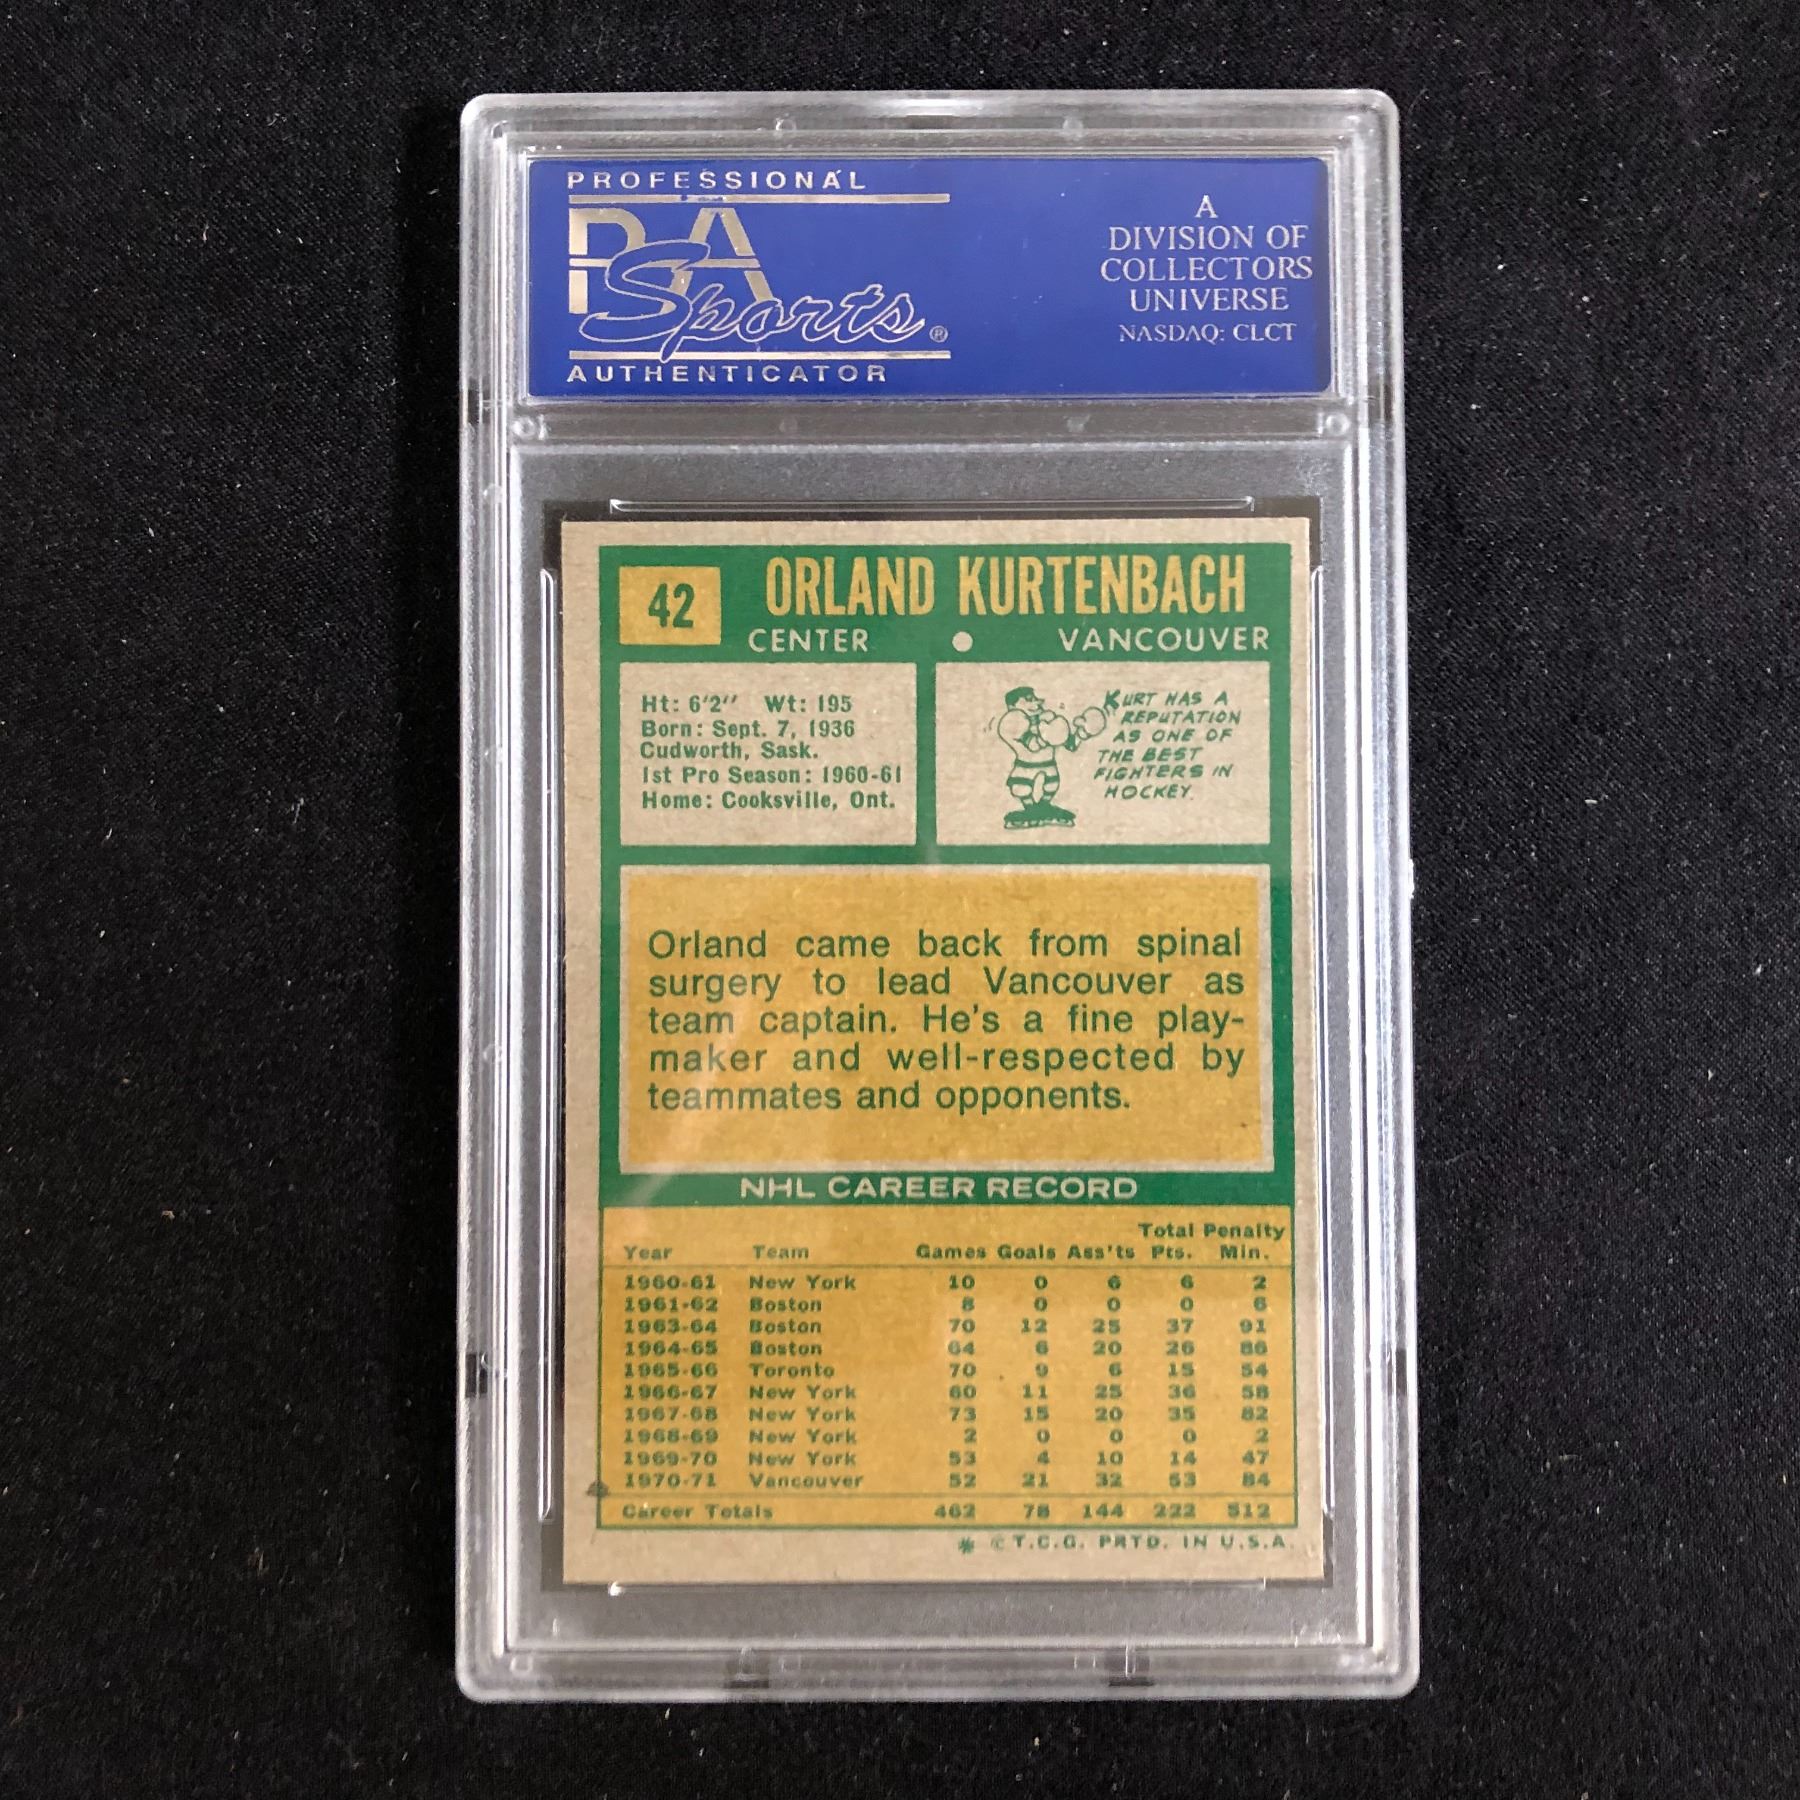 PROFESSIONAL
PSA
Sports®
AUTHENTICATOR
A
DIVISION OF
COLLECTORS
UNIVERSE
NASDAQ: CLCT
42
ORLAND KURTENBACH
CENTER • VANCOUVER
Ht: 6'2" Wt: 195
Born: Sept. 7, 1936
Cudworth, Sask.
1st Pro Season: 1960-61
Home: Cooksville, Ont.
KURT HAS A
REPUTATION
AS ONE OF
THE BEST
FIGHTERS IN
HOCKEY.
Orland came back from spinal
surgery to lead Vancouver as
team captain. He's a fine play-
maker and well-respected by
teammates and opponents.
NHL CAREER RECORD
Total Penalty
Year Team Games Goals Ass'ts Pts. Min.
1960-61 New York 10 0 6 6 2
1961-62 Boston 8 0 0 0 6
1963-64 Boston 70 12 25 37 91
1964-65 Boston 64 6 20 26 86
1965-66 Toronto 70 9 6 15 54
1966-67 New York 60 11 25 36 58
1967-68 New York 73 15 20 35 82
1968-69 New York 2 0 0 0 2
1969-70 New York 53 4 10 14 47
1970-71 Vancouver 52 21 32 53 84
Career Totals 462 78 144 222 512
* © T.C.G. PRTD. IN U.S.A.